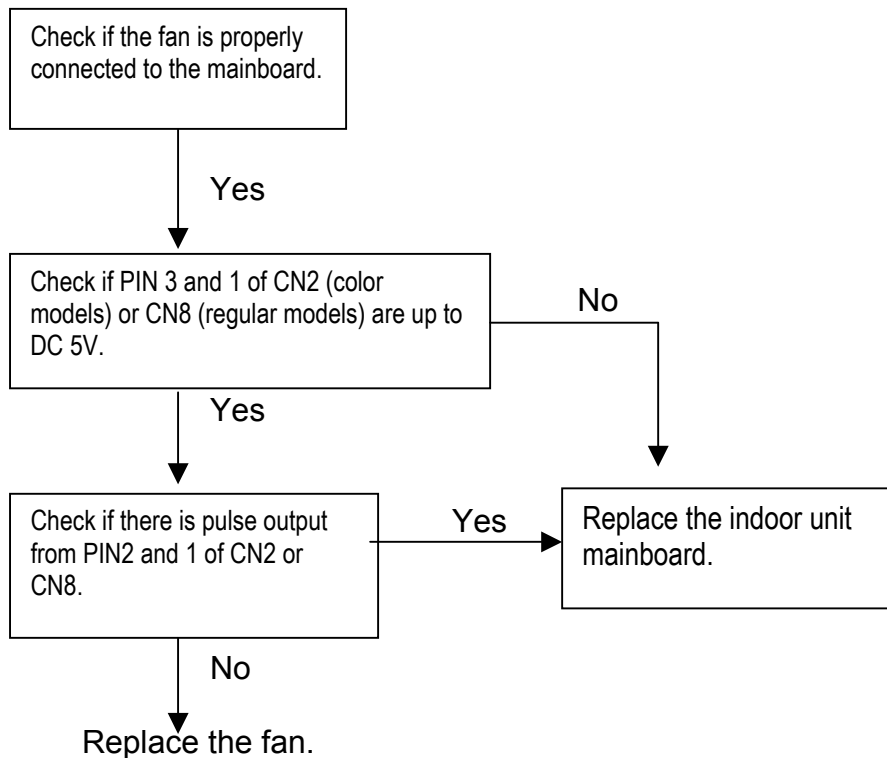 Check if the fan is properly
connected to the mainboard.
Yes
Check if PIN 3 and 1 of CN2 (color
models) or CN8 (regular models) are up to
DC 5V.
No
Yes
Check if there is pulse output
from PIN2 and 1 of CN2 or
CN8.
Yes
Replace the indoor unit
mainboard.
No
Replace the fan.